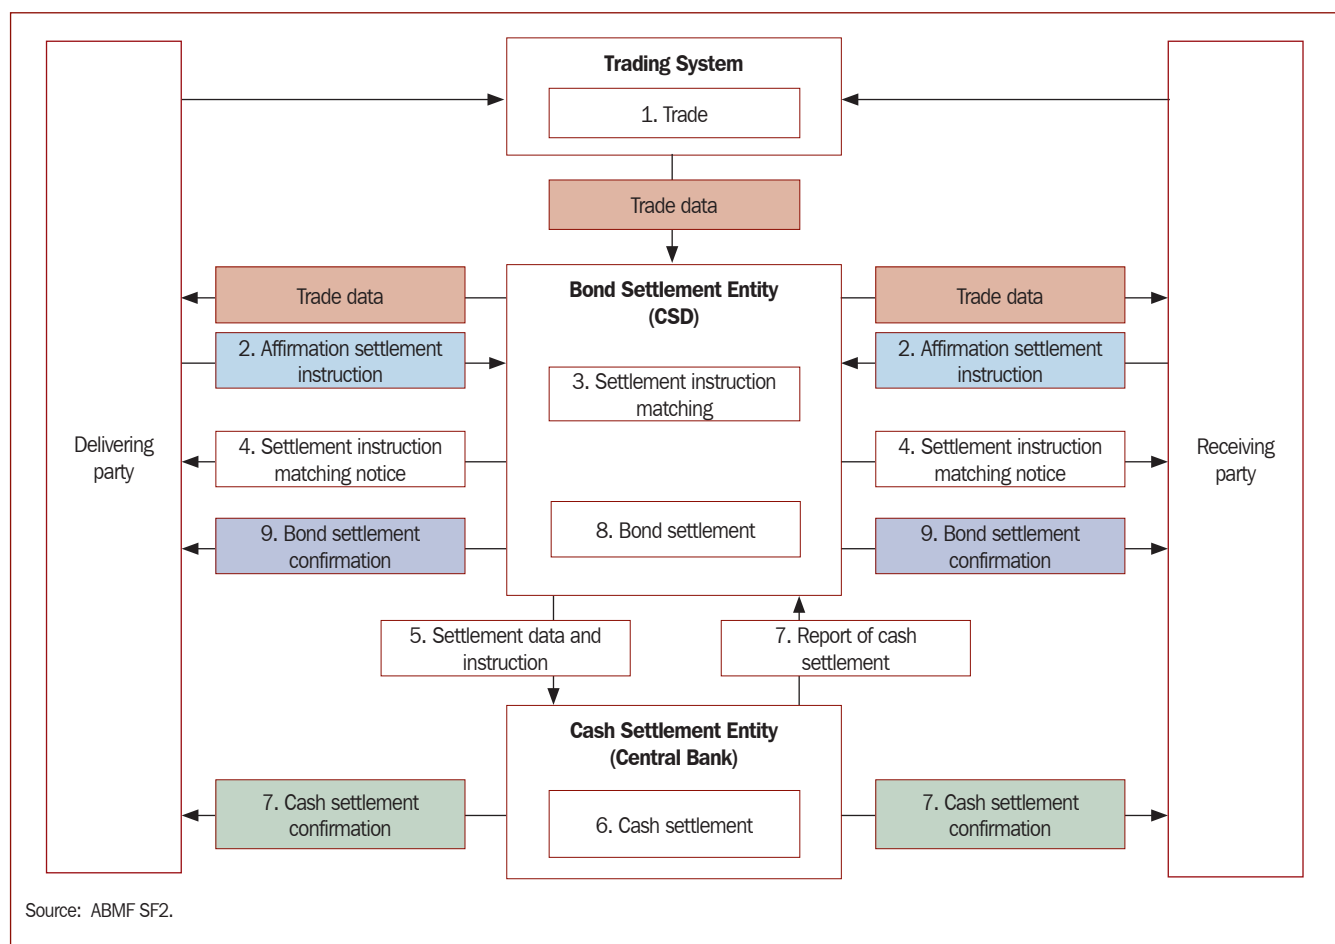 Trading System
1. Trade
Trade data
Trade data
Bond Settlement Entity
(CSD)
Trade data
2. Affirmation settlement
instruction
2. Affirmation settlement
instruction
3. Settlement instruction
matching
Delivering
party
4. Settlement instruction
matching notice
4. Settlement instruction
matching notice
Receiving
party
9. Bond settlement
confirmation
8. Bond settlement
9. Bond settlement
confirmation
5. Settlement data and
instruction
7. Report of cash
settlement
Cash Settlement Entity
(Central Bank)
7. Cash settlement
confirmation
6. Cash settlement
7. Cash settlement
confirmation
Source: ABMF SF2.